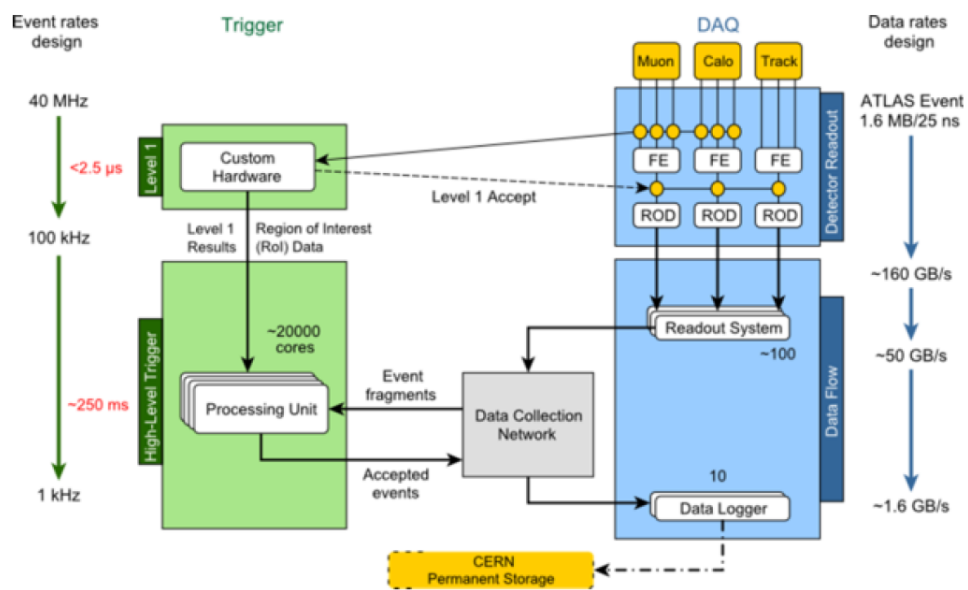 Event rates
design
Trigger
DAQ
Data rates
design
Muon
Calo
Track
40 MHz
ATLAS Event
1.6 MB/25 ns
<2.5 μs
Level 1
Custom
Hardware
FE
FE
FE
Detector Readout
Level 1 Accept
ROD
ROD
ROD
100 kHz
Level 1
Results
Region of Interest
(RoI) Data
~160 GB/s
~20000
cores
Readout System
~100
~50 GB/s
High-Level Trigger
~250 ms
Processing Unit
Event
fragments
Data Collection
Network
Data Flow
Accepted
events
10
1 kHz
Data Logger
~1.6 GB/s
CERN
Permanent Storage